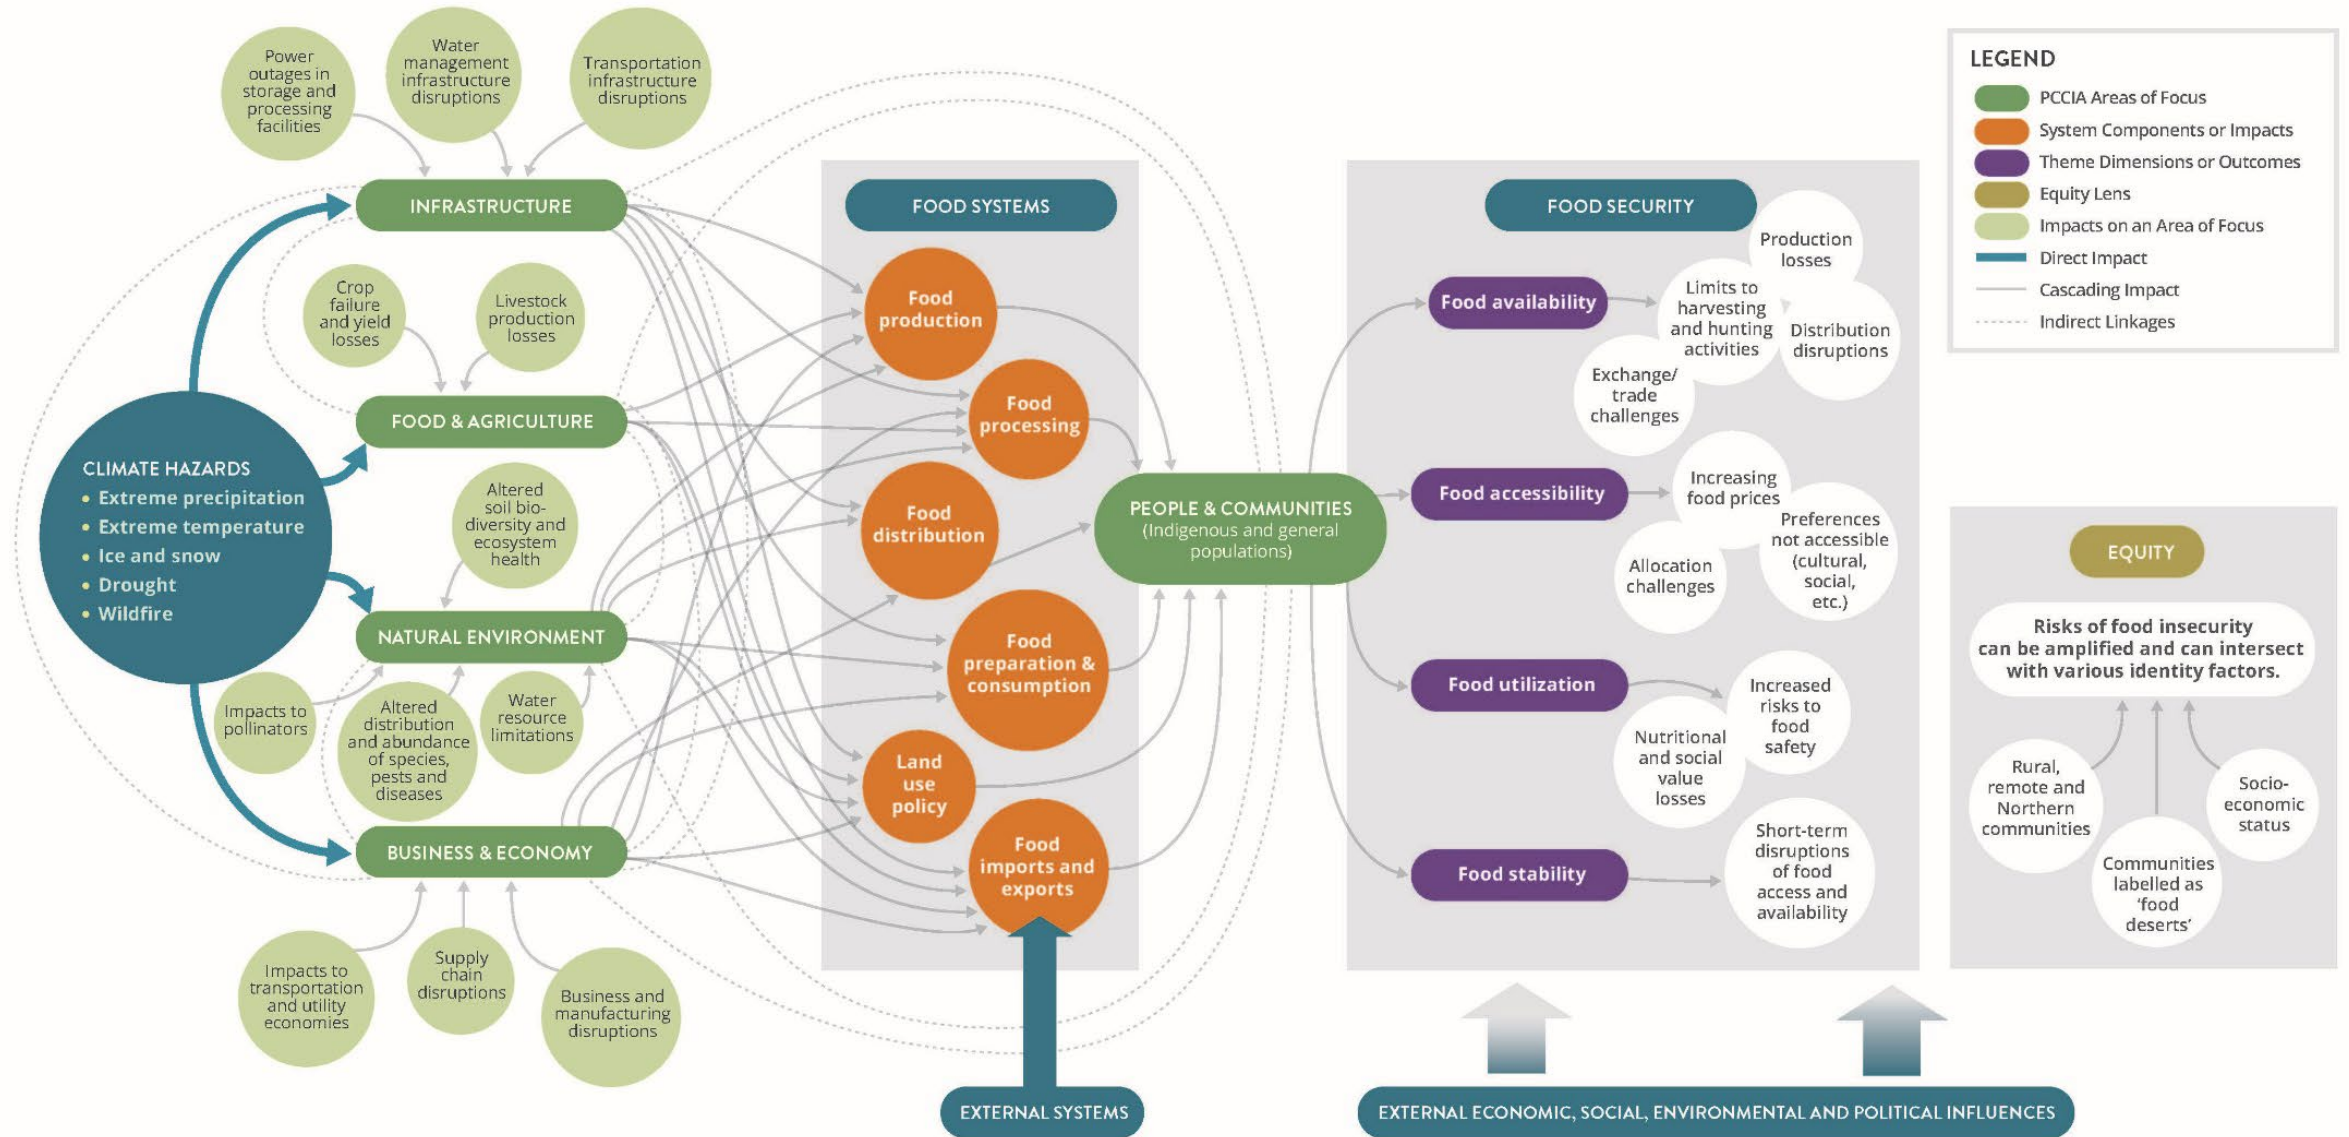 Power
outages in
storage and
processing
facilities
Water
management
infrastructure
disruptions
Transportation
infrastructure
disruptions
INFRASTRUCTURE
Crop
failure
and yield
losses
Livestock
production
losses
FOOD & AGRICULTURE
CLIMATE HAZARDS
• Extreme precipitation
• Extreme temperature
• Ice and snow
• Drought
• Wildfire
Altered
soil bio-
diversity and
ecosystem
health
NATURAL ENVIRONMENT
Impacts to
pollinators
Altered
distribution
and abundance
of species,
pests and
diseases
Water
resource
limitations
BUSINESS & ECONOMY
Impacts to
transportation
and utility
economies
Supply
chain
disruptions
Business and
manufacturing
disruptions
FOOD SYSTEMS
Food
production
Food
processing
Food
distribution
Food
preparation &
consumption
Land
use
policy
Food
imports and
exports
EXTERNAL SYSTEMS
PEOPLE & COMMUNITIES
(Indigenous and general
populations)
FOOD SECURITY
Food availability
Production
losses
Limits to
harvesting
and hunting
activities
Distribution
disruptions
Exchange/
trade
challenges
Food accessibility
Increasing
food prices
Preferences
not accessible
(cultural,
social,
etc.)
Allocation
challenges
Food utilization
Increased
risks to
food
safety
Nutritional
and social
value
losses
Food stability
Short-term
disruptions
of food
access and
availability
EXTERNAL ECONOMIC, SOCIAL, ENVIRONMENTAL AND POLITICAL INFLUENCES
LEGEND
PCCIA Areas of Focus
System Components or Impacts
Theme Dimensions or Outcomes
Equity Lens
Impacts on an Area of Focus
Direct Impact
Cascading Impact
Indirect Linkages
EQUITY
Risks of food insecurity
can be amplified and can intersect
with various identity factors.
Rural,
remote and
Northern
communities
Communities
labelled as
‘food
deserts’
Socio-
economic
status